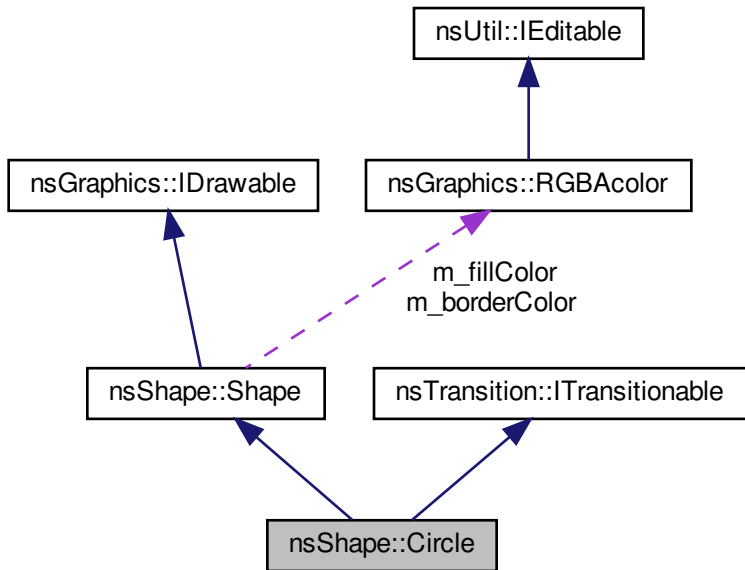 nsUtil::IEditable
nsGraphics::IDrawable
nsGraphics::RGBAcolor
m_fillColor
m_borderColor
nsShape::Shape
nsTransition::ITransitionable
nsShape::Circle